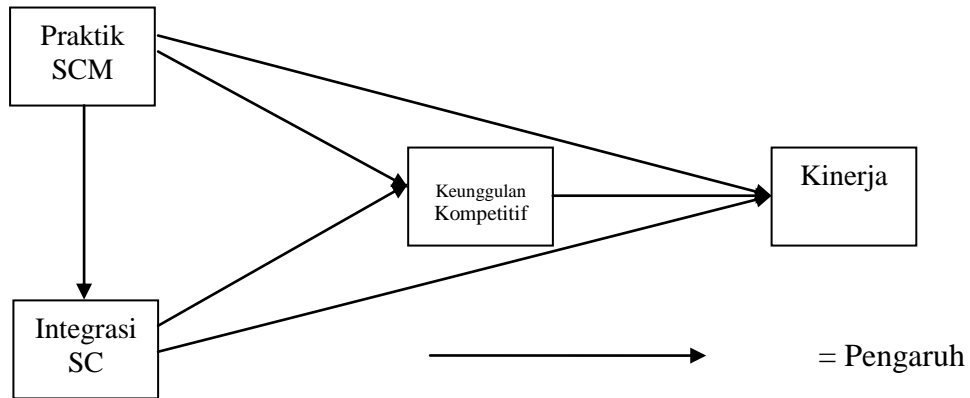 Praktik
SCM
Keunggulan
Kompetitif
Kinerja
Integrasi
SC
= Pengaruh